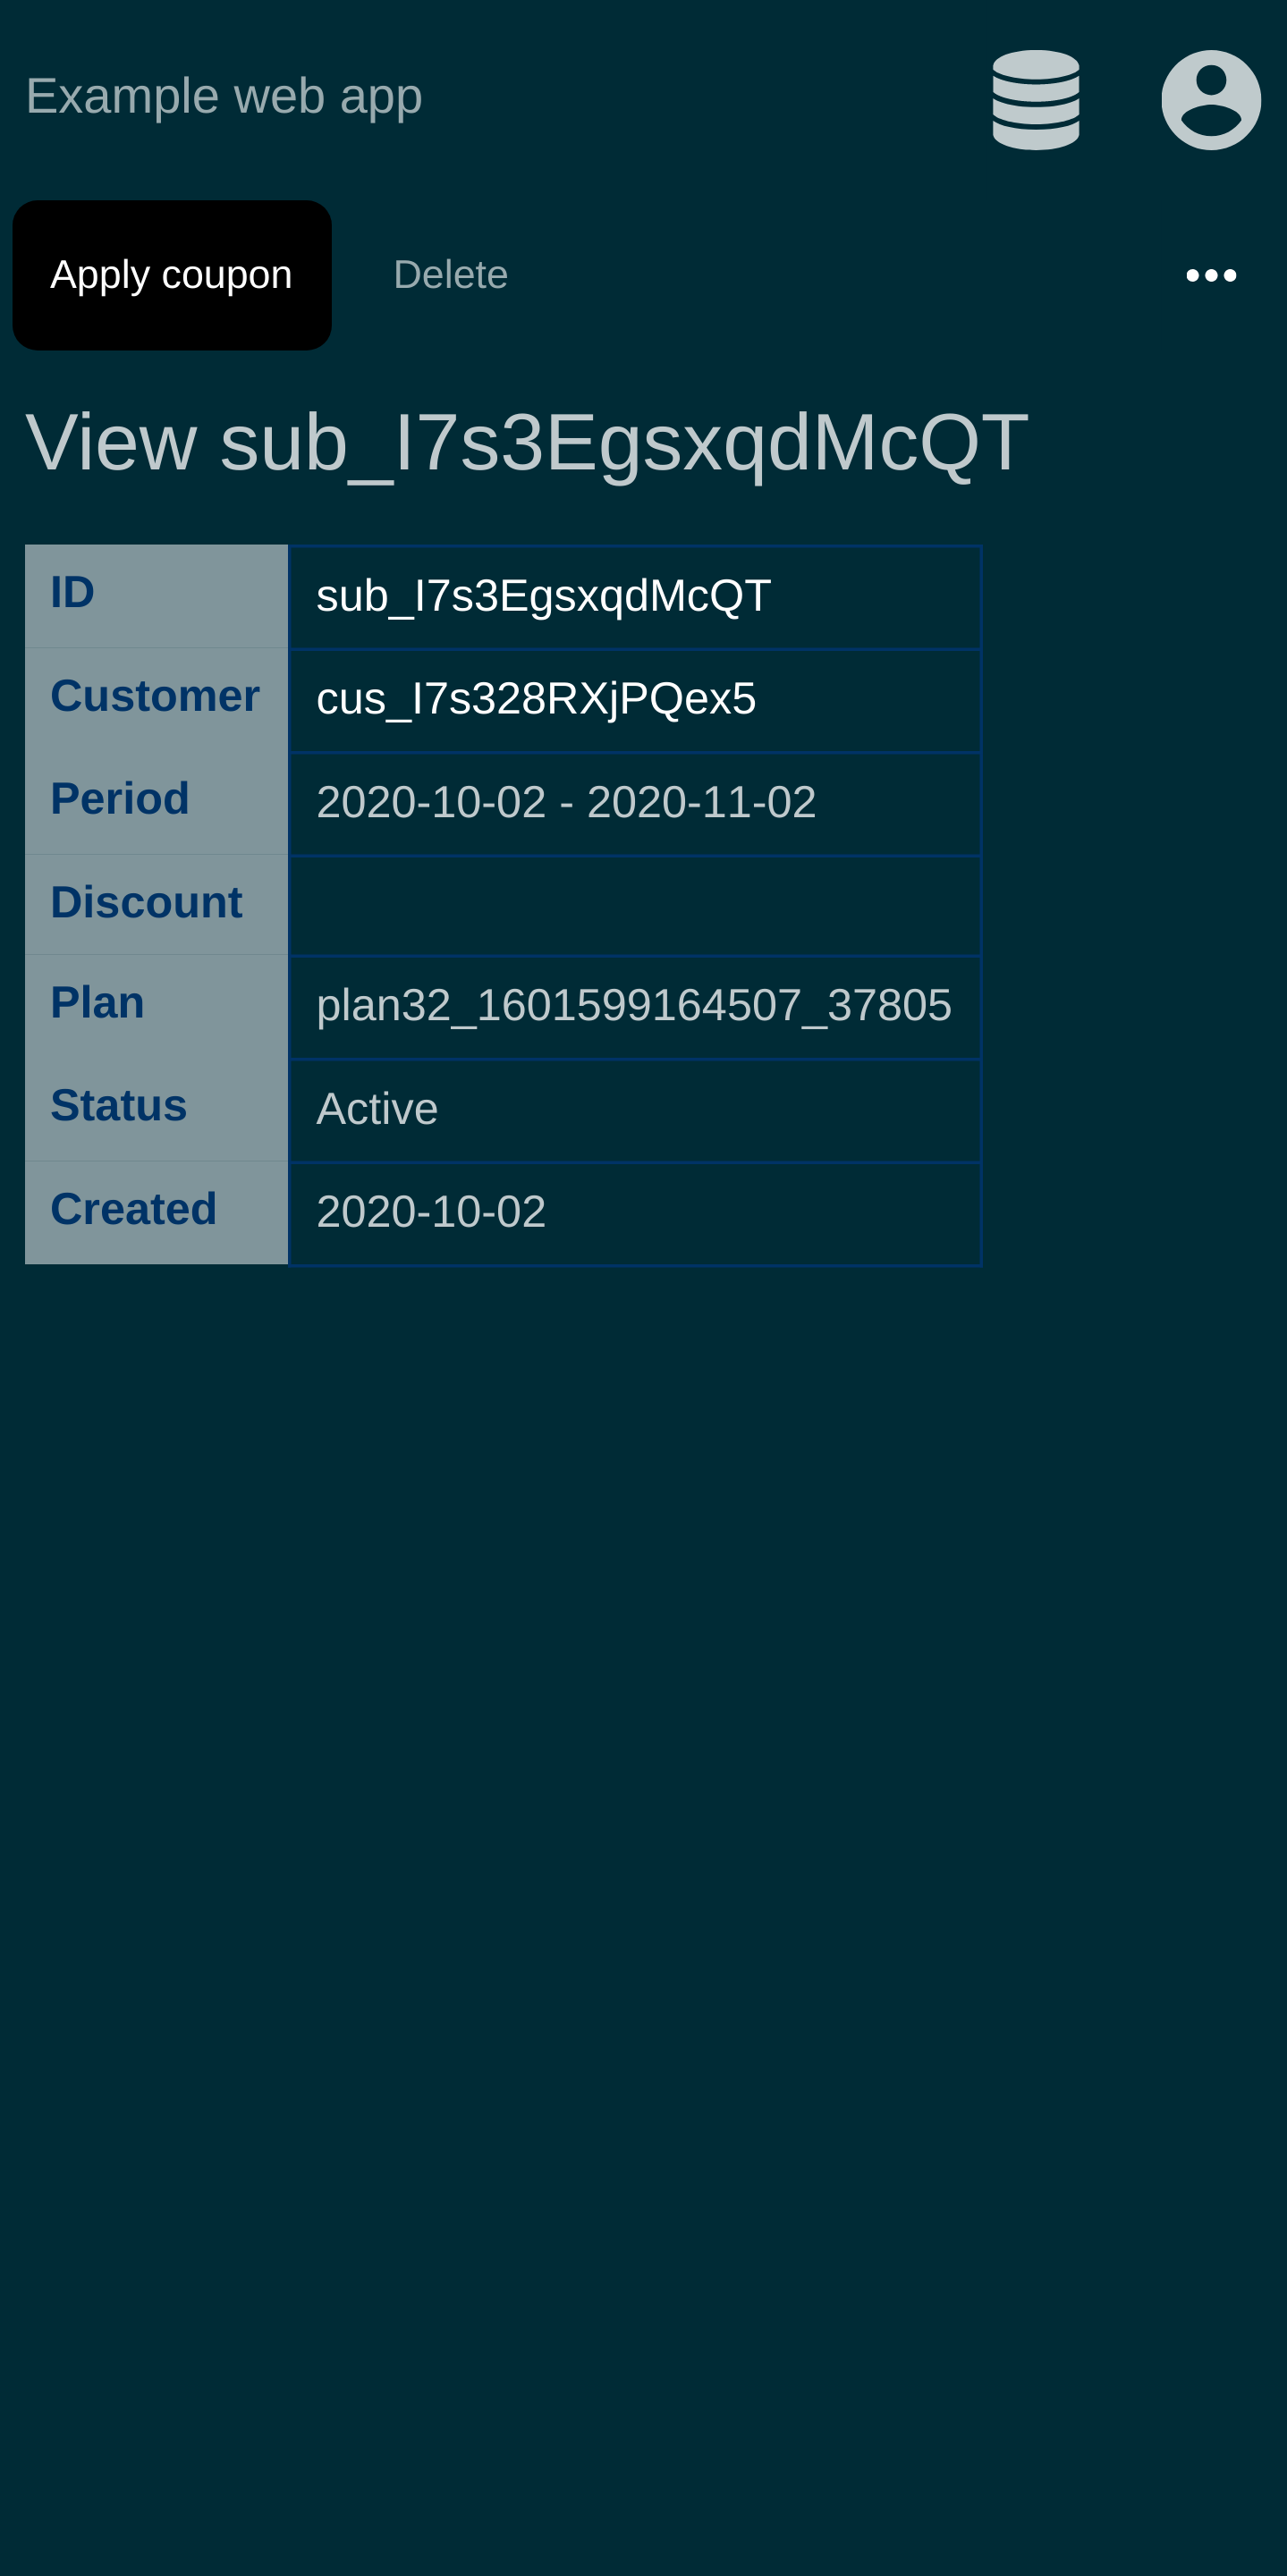 Example web app
Apply coupon Delete
View sub_I7s3EgsxqdMcQT
ID sub_I7s3EgsxqdMcQT
Customer cus_I7s328RXjPQex5
Period 2020-10-02 - 2020-11-02
Discount
Plan plan32_1601599164507_37805
Status Active
Created 2020-10-02